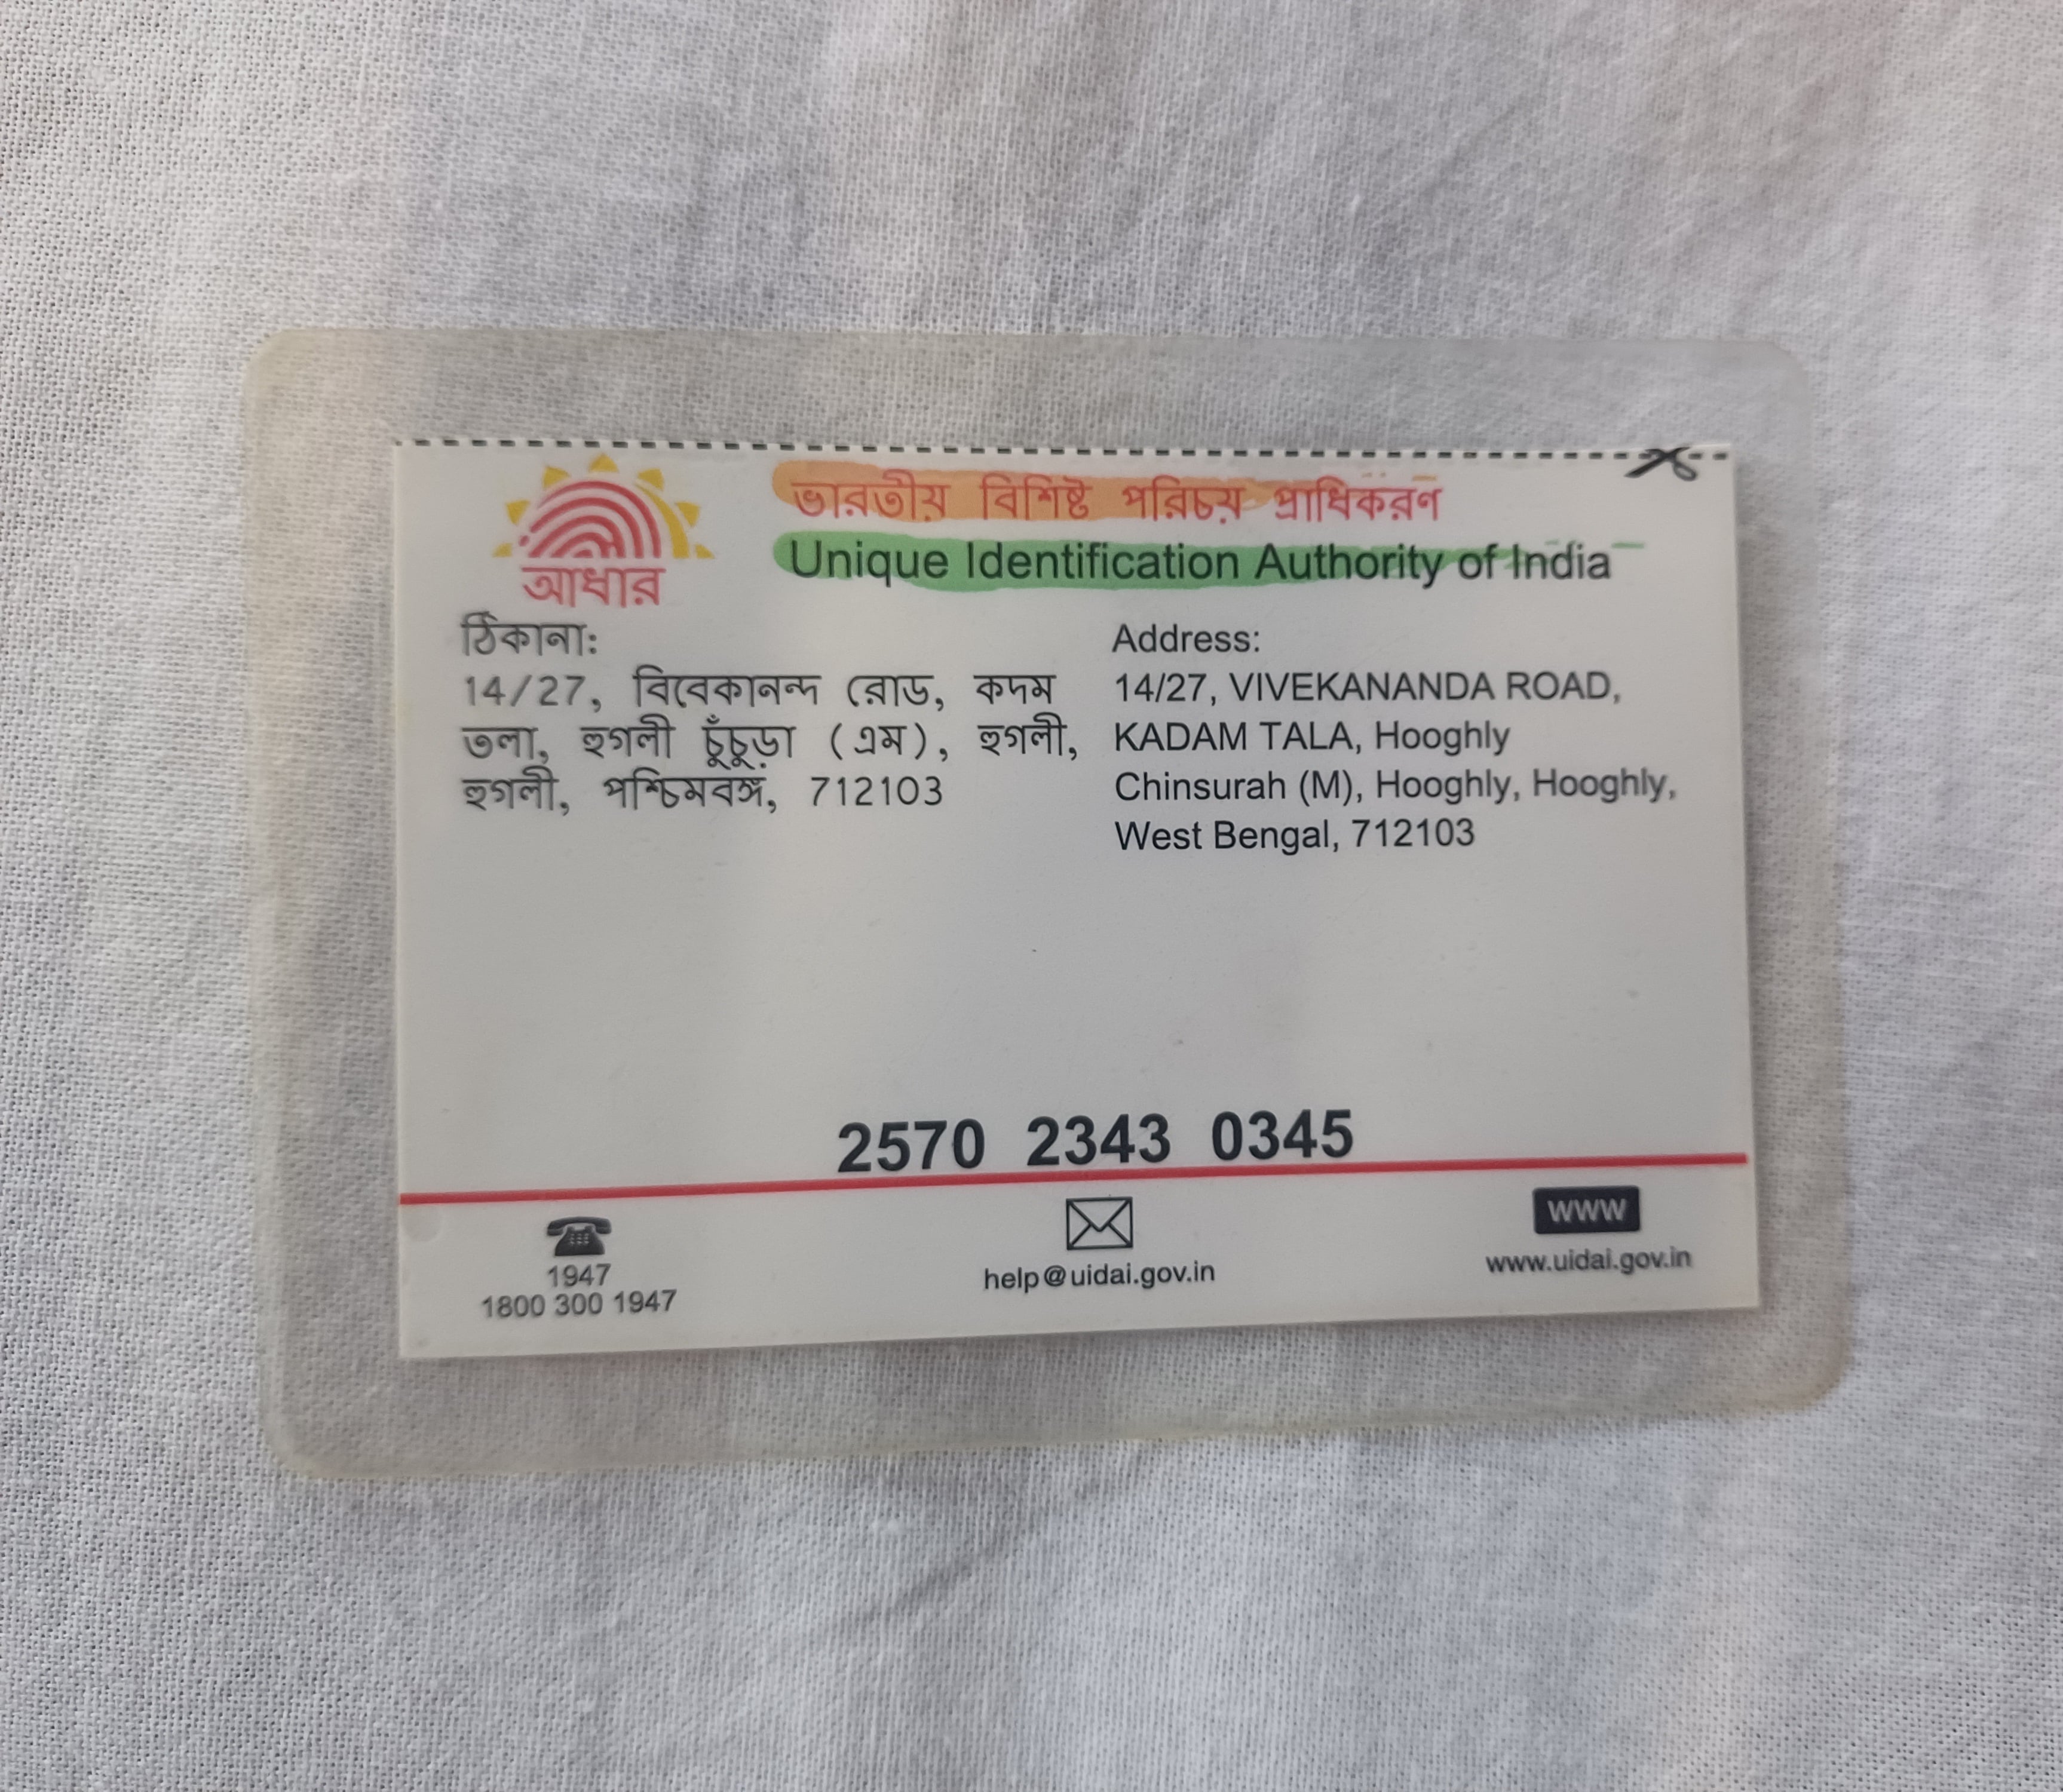 ভারতীয় বিশিষ্ট পরিচয় প্রাধিকরণ
Unique Identification Authority of India
আধার
ঠিকানা:
14/27, বিবেকানন্দ রোড, কদম
তলা, হুগলী চুঁচুড়া (এম), হুগলী,
হুগলী, পশ্চিমবঙ্গ, 712103
Address:
14/27, VIVEKANANDA ROAD,
KADAM TALA, Hooghly
Chinsurah (M), Hooghly, Hooghly,
West Bengal, 712103
2570 2343 0345
1947
1800 300 1947
help@uidai.gov.in
WWW
www.uidai.gov.in